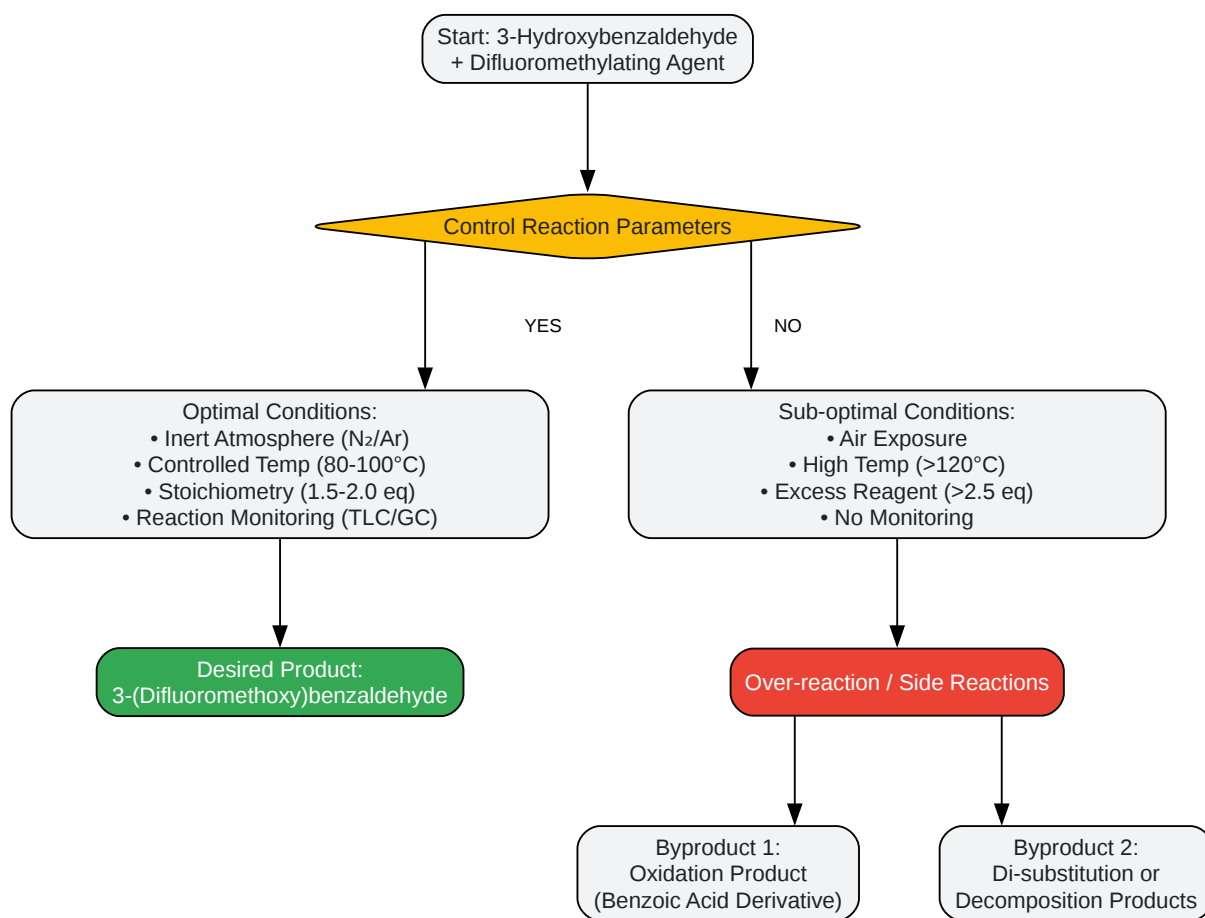 Start: 3-Hydroxybenzaldehyde
+ Difluoromethylating Agent
Control Reaction Parameters
YES
NO
Optimal Conditions:
• Inert Atmosphere (N₂/Ar)
• Controlled Temp (80-100°C)
• Stoichiometry (1.5-2.0 eq)
• Reaction Monitoring (TLC/GC)
Sub-optimal Conditions:
• Air Exposure
• High Temp (>120°C)
• Excess Reagent (>2.5 eq)
• No Monitoring
Desired Product:
3-(Difluoromethoxy)benzaldehyde
Over-reaction / Side Reactions
Byproduct 1:
Oxidation Product
(Benzoic Acid Derivative)
Byproduct 2:
Di-substitution or
Decomposition Products